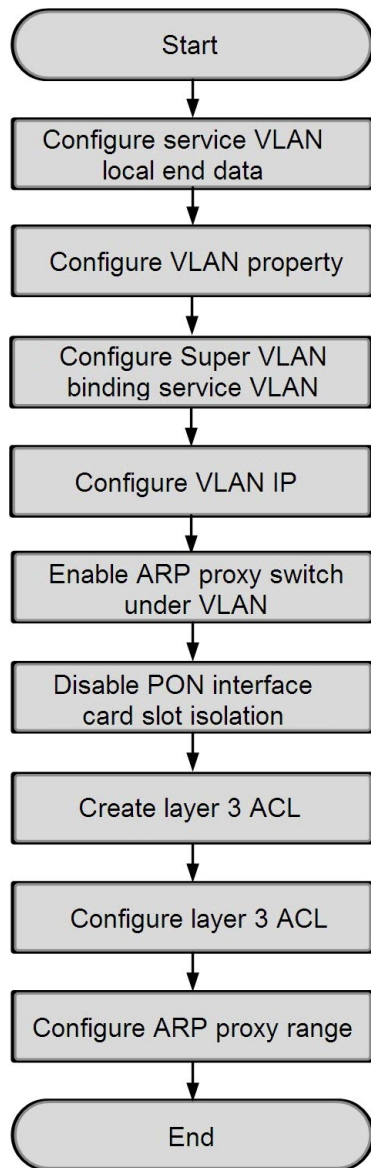 Start
Configure service VLAN
local end data
Configure VLAN property
Configure Super VLAN
binding service VLAN
Configure VLAN IP
Enable ARP proxy switch
under VLAN
Disable PON interface
card slot isolation
Create layer 3 ACL
Configure layer 3 ACL
Configure ARP proxy range
End